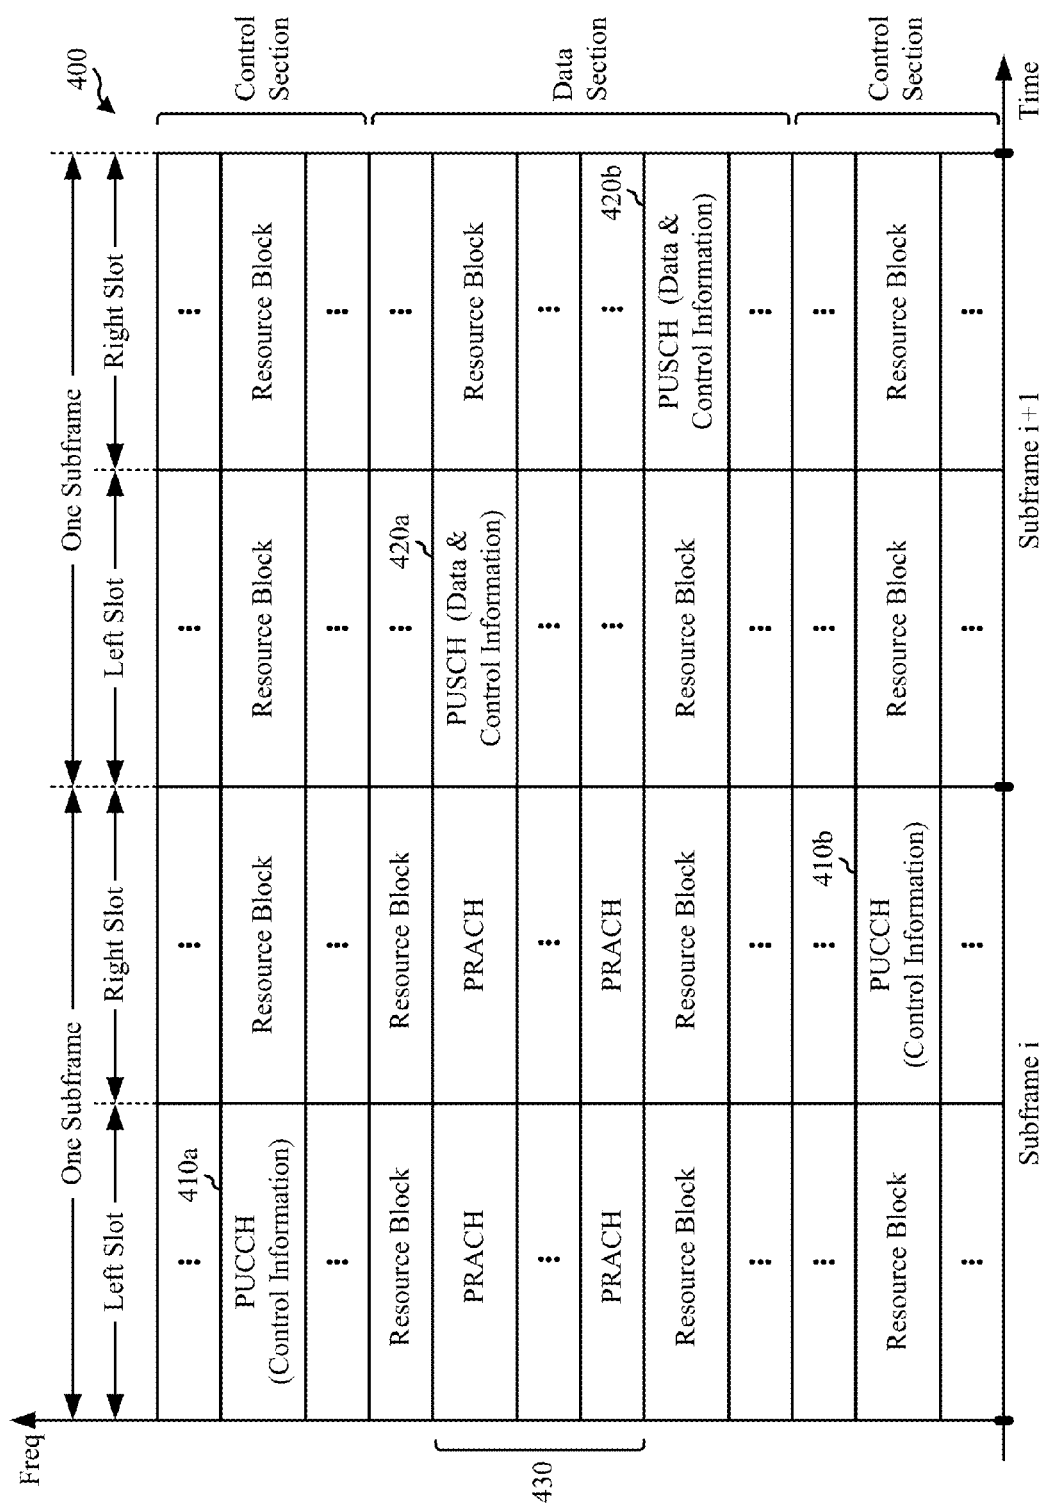 400
Freq
One Subframe
One Subframe
Left Slot
Right Slot
Left Slot
Right Slot
410a
PUCCH
(Control Information)
Resource Block
Resource Block
Resource Block
Control
Section
Resource Block
Resource Block
420a
PRACH
PRACH
PUSCH (Data &
Control Information)
Resource Block
Data
Section
430
PRACH
PRACH
420b
Resource Block
Resource Block
Resource Block
PUSCH (Data &
Control Information)
410b
Resource Block
PUCCH
(Control Information)
Resource Block
Resource Block
Control
Section
Subframe i
Subframe i+1
Time